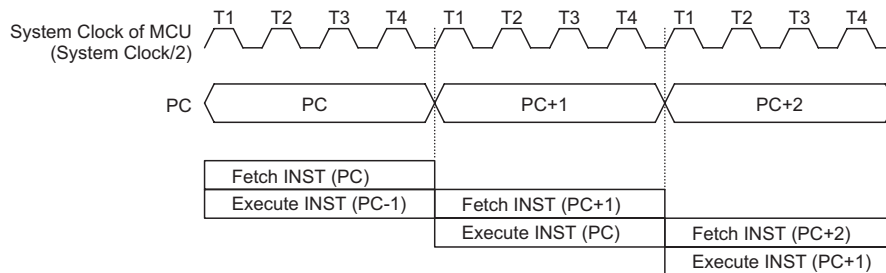 T1 T2 T3 T4 T1 T2 T3 T4 T1 T2 T3 T4
System Clock of MCU
(System Clock/2)
PC PC PC+1 PC+2
Fetch INST (PC)
Execute INST (PC-1) Fetch INST (PC+1)
Execute INST (PC) Fetch INST (PC+2)
Execute INST (PC+1)